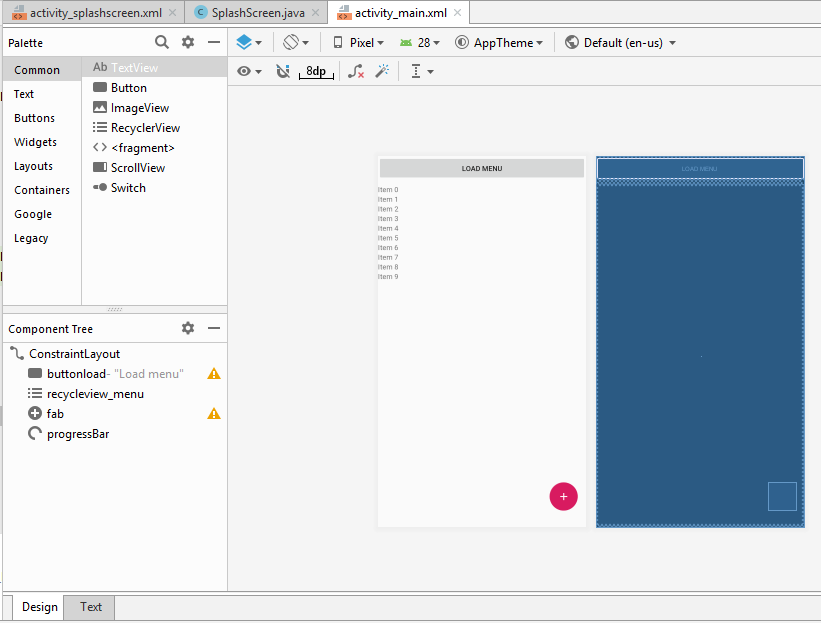 activity_splashscreen.xml SplashScreen.java activity_main.xml
Palette
Pixel 28 AppTheme Default (en-us)
8dp
Common
Text
Buttons
Widgets
Layouts
Containers
Google
Legacy
Ab TextView
Button
ImageView
RecyclerView
<fragment>
ScrollView
Switch
LOAD MENU
Item 0
Item 1
Item 2
Item 3
Item 4
Item 5
Item 6
Item 7
Item 8
Item 9
LOAD MENU
Component Tree
ConstraintLayout
buttonload- "Load menu"
recycleview_menu
fab
progressBar
Design Text